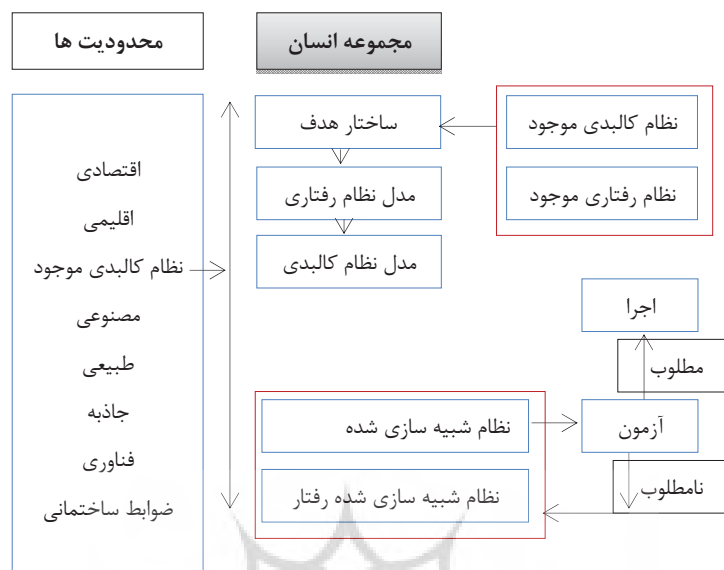 مجموعه انسان
محدودیت ها
نظام کالبدی موجود
نظام رفتاری موجود
ساختار هدف
مدل نظام رفتاری
مدل نظام کالبدی
اقتصادی
اقلیمی
نظام کالبدی موجود
مصنوعی
طبیعی
جاذبه
فناوری
ضوابط ساختمانی
اجرا
مطلوب
آزمون
نامطلوب
نظام شبیه سازی شده
نظام شبیه سازی شده رفتار